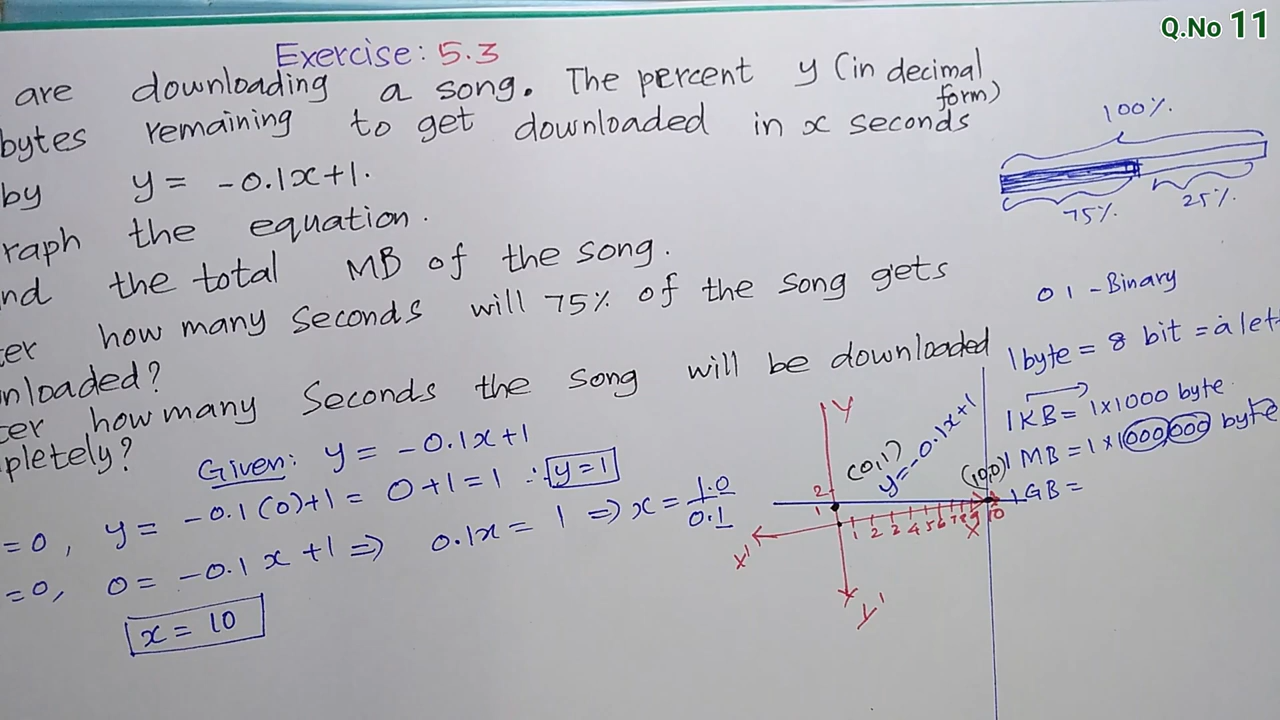 Q.No 11
Exercise: 5.3
are downloading a song. The percent y (in decimal form)
bytes remaining to get downloaded in x seconds
by y = -0.1x+1.
raph the equation.
nd the total MB of the song.
ter how many seconds will 75% of the song gets
nloaded?
ter how many Seconds the song will be downloaded
pletely?
Given: y = -0.1x+1
=0, y = -0.1(0)+1 = 0+1=1 ∴ y=1
=0, 0 = -0.1x+1 ⇒ 0.1x = 1 ⇒ x = 1.0/0.1
x = 10
100%
75%
25%
0 1 - Binary
1 byte = 8 bit = a let
1 KB = 1×1000 byte
1 MB = 1×1000000 byte
1 GB =
Y
(0,1)
y=-0.1x+1
(10,0)
2
1
1 2 3 4 5 6 7 8 9 10
X
X'
Y'